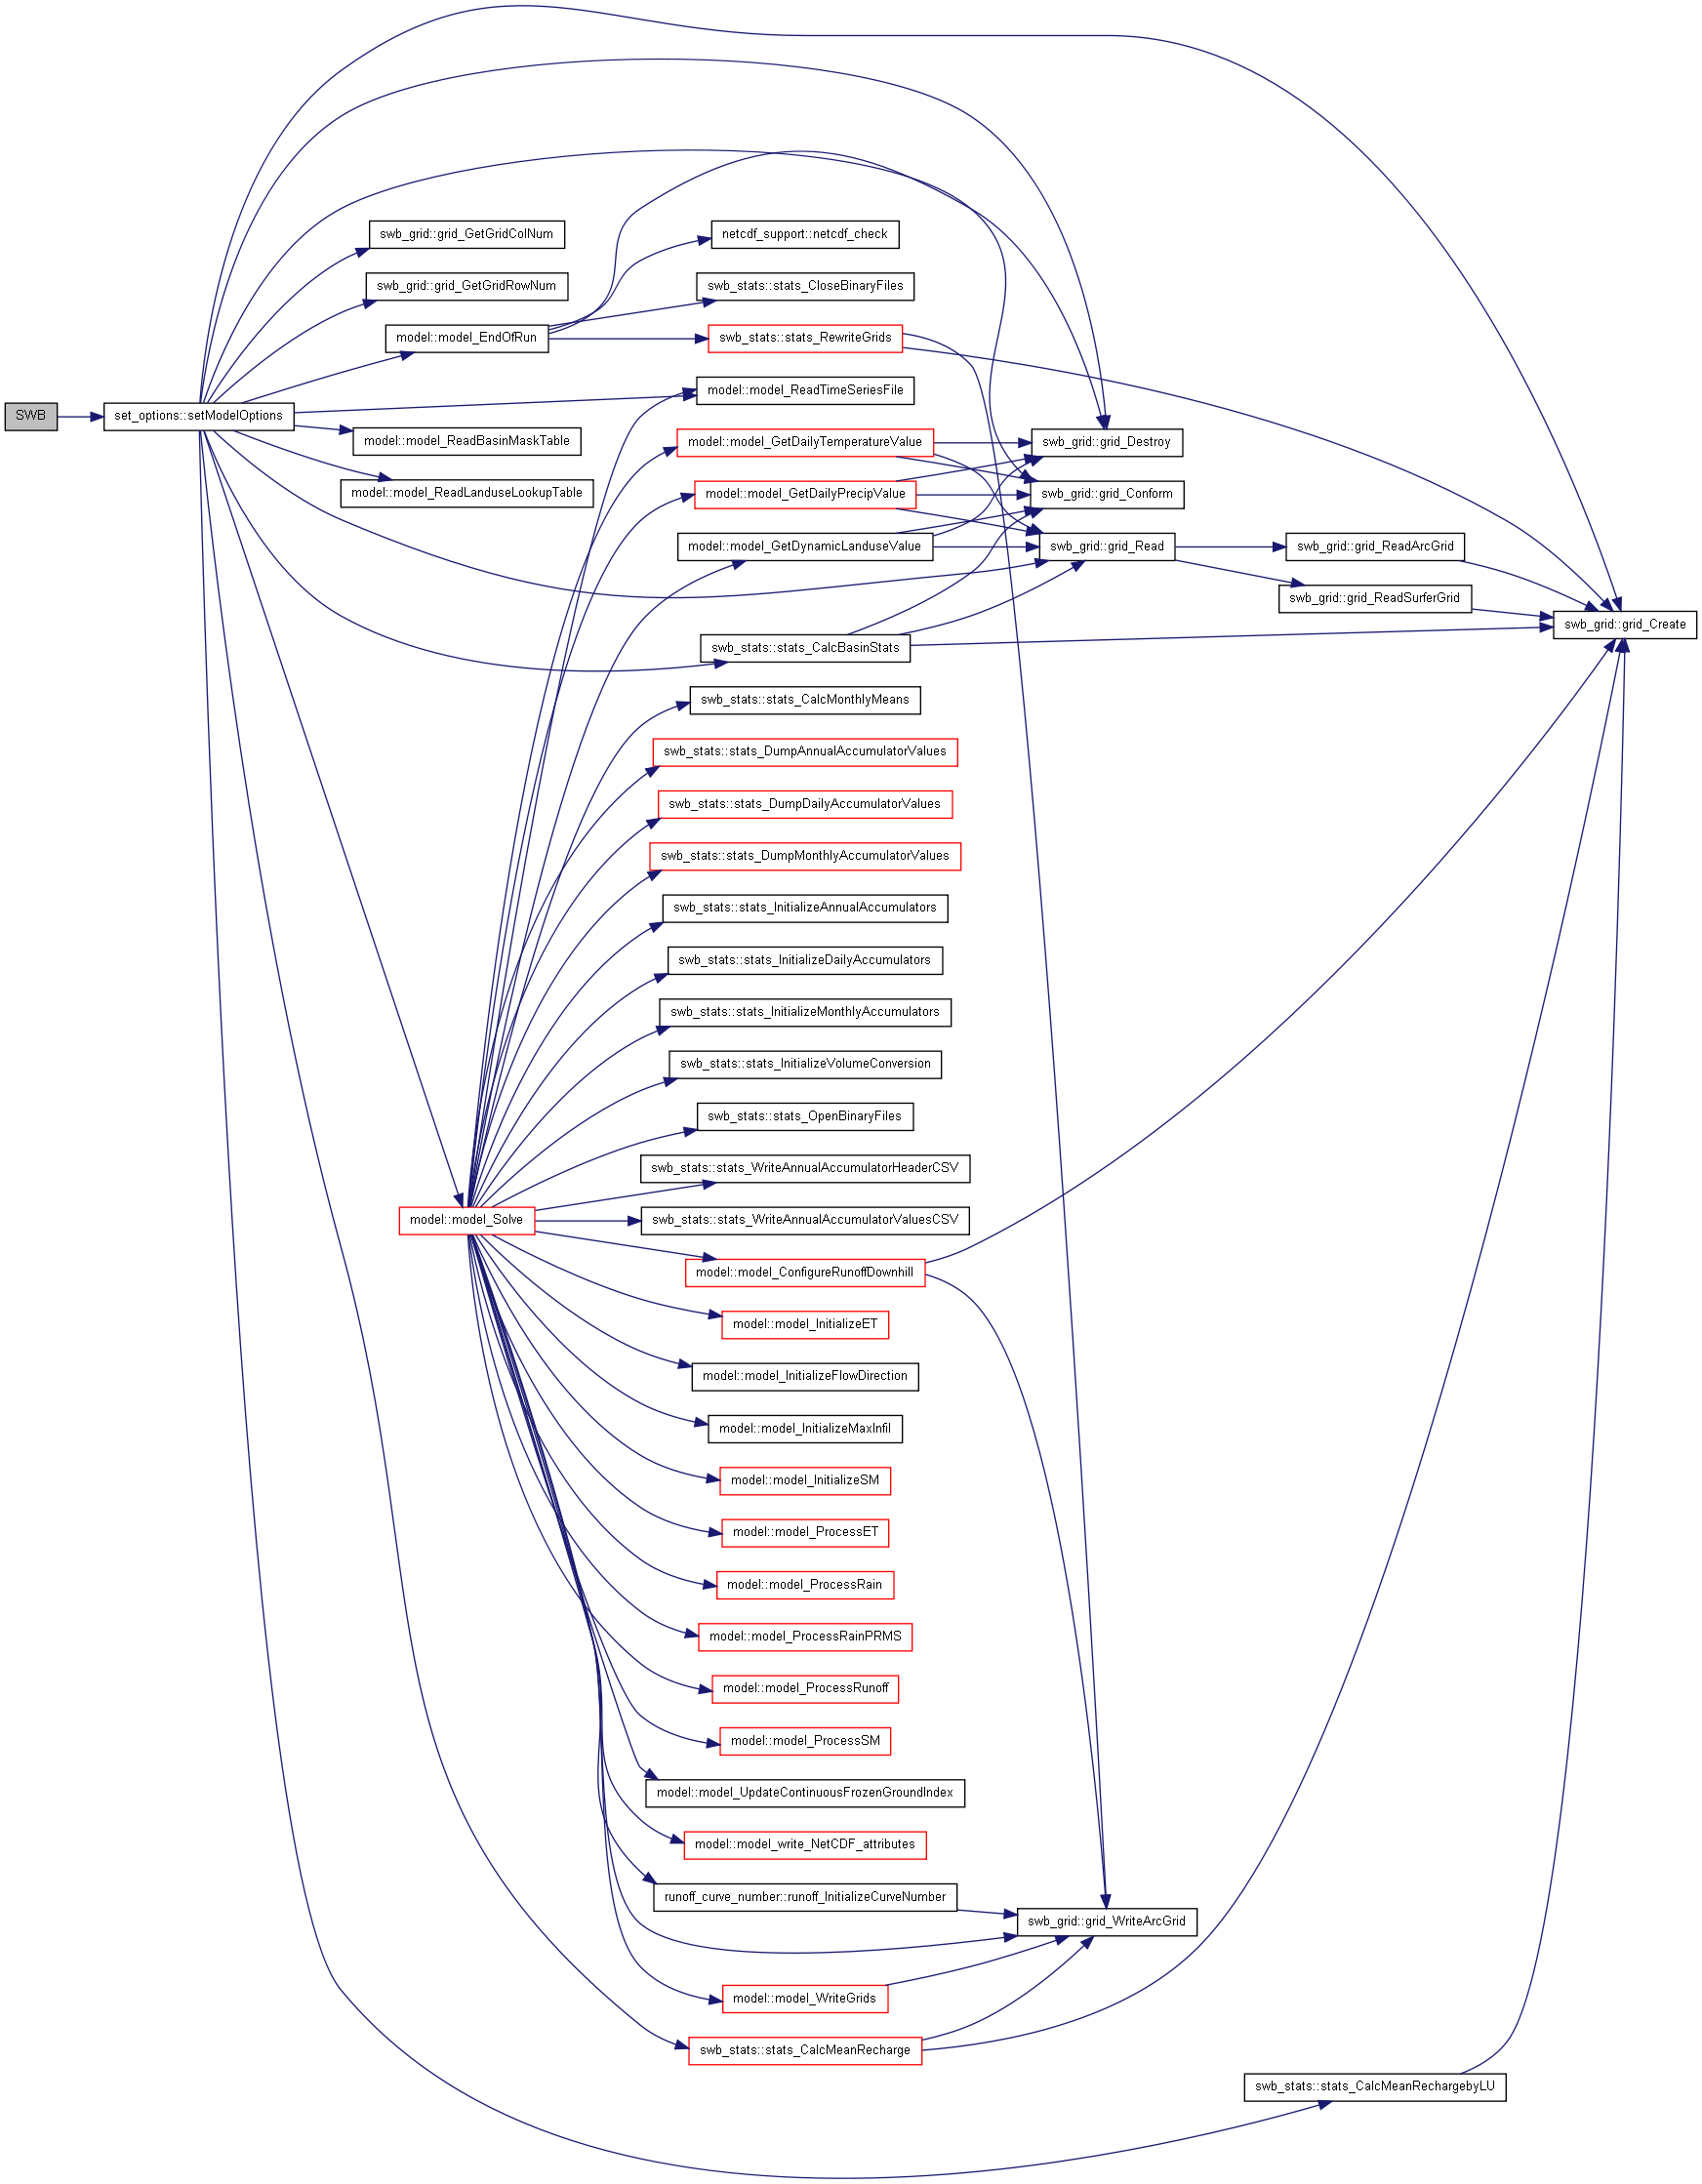 swb_grid::grid_GetGridColNum
netcdf_support::netcdf_check
swb_grid::grid_GetGridRowNum
swb_stats::stats_CloseBinaryFiles
model::model_EndOfRun
swb_stats::stats_RewriteGrids
model::model_ReadTimeSeriesFile
SWB
set_options::setModelOptions
model::model_ReadBasinMaskTable
model::model_GetDailyTemperatureValue
swb_grid::grid_Destroy
model::model_ReadLanduseLookupTable
model::model_GetDailyPrecipValue
swb_grid::grid_Conform
model::model_GetDynamicLanduseValue
swb_grid::grid_Read
swb_grid::grid_ReadArcGrid
swb_grid::grid_ReadSurferGrid
swb_grid::grid_Create
swb_stats::stats_CalcBasinStats
swb_stats::stats_CalcMonthlyMeans
swb_stats::stats_DumpAnnualAccumulatorValues
swb_stats::stats_DumpDailyAccumulatorValues
swb_stats::stats_DumpMonthlyAccumulatorValues
swb_stats::stats_InitializeAnnualAccumulators
swb_stats::stats_InitializeDailyAccumulators
swb_stats::stats_InitializeMonthlyAccumulators
swb_stats::stats_InitializeVolumeConversion
swb_stats::stats_OpenBinaryFiles
swb_stats::stats_WriteAnnualAccumulatorHeaderCSV
model::model_Solve
swb_stats::stats_WriteAnnualAccumulatorValuesCSV
model::model_ConfigureRunoffDownhill
model::model_InitializeET
model::model_InitializeFlowDirection
model::model_InitializeMaxInfil
model::model_InitializeSM
model::model_ProcessET
model::model_ProcessRain
model::model_ProcessRainPRMS
model::model_ProcessRunoff
model::model_ProcessSM
model::model_UpdateContinuousFrozenGroundIndex
model::model_write_NetCDF_attributes
runoff_curve_number::runoff_InitializeCurveNumber
swb_grid::grid_WriteArcGrid
model::model_WriteGrids
swb_stats::stats_CalcMeanRecharge
swb_stats::stats_CalcMeanRechargebyLU